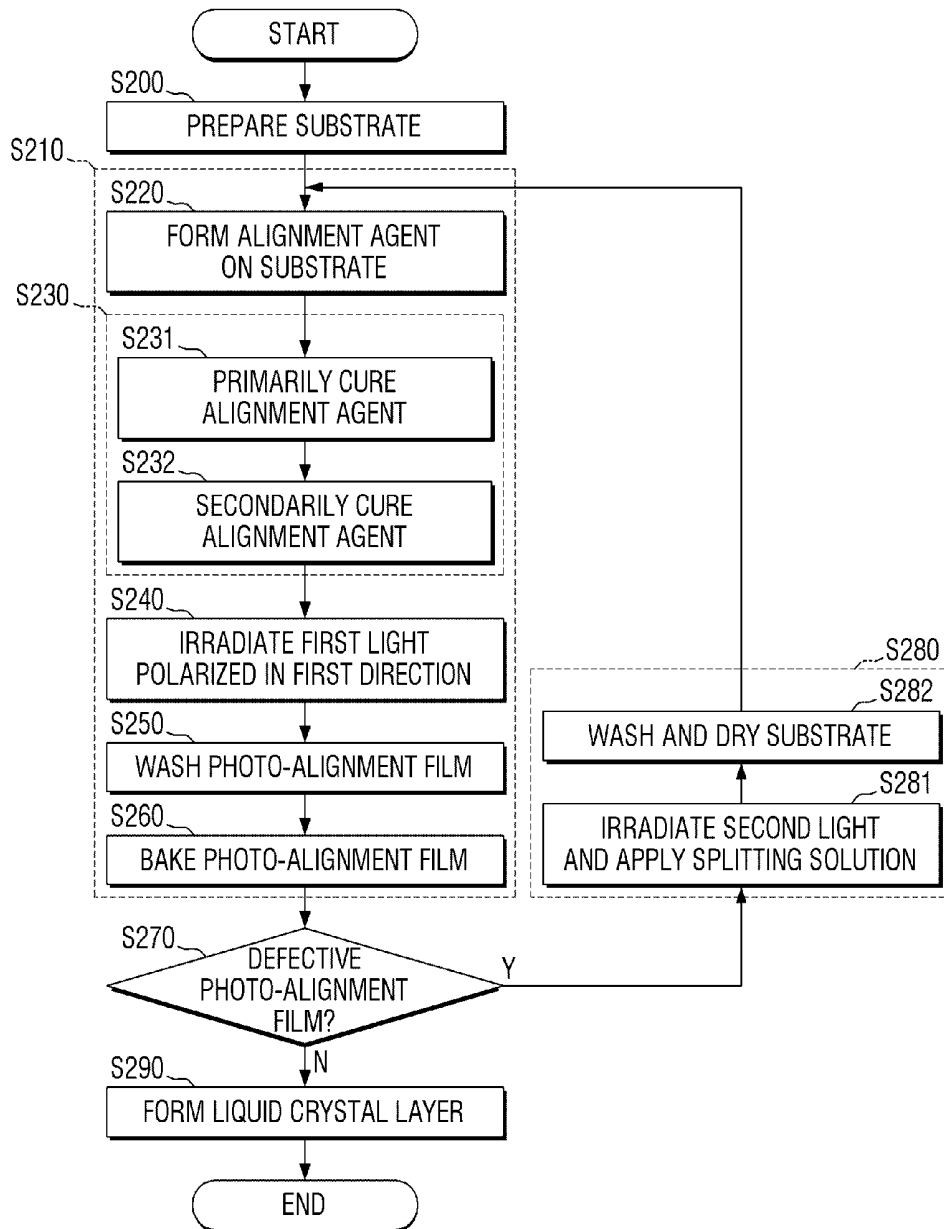 START
S200
PREPARE SUBSTRATE
S210
S220
FORM ALIGNMENT AGENT
ON SUBSTRATE
S230
S231
PRIMARILY CURE
ALIGNMENT AGENT
S232
SECONDARILY CURE
ALIGNMENT AGENT
S240
IRRADIATE FIRST LIGHT
POLARIZED IN FIRST DIRECTION
S250
WASH PHOTO-ALIGNMENT FILM
S260
BAKE PHOTO-ALIGNMENT FILM
S280
S282
WASH AND DRY SUBSTRATE
S281
IRRADIATE SECOND LIGHT
AND APPLY SPLITTING SOLUTION
S270
DEFECTIVE
PHOTO-ALIGNMENT
FILM?
Y
N
S290
FORM LIQUID CRYSTAL LAYER
END